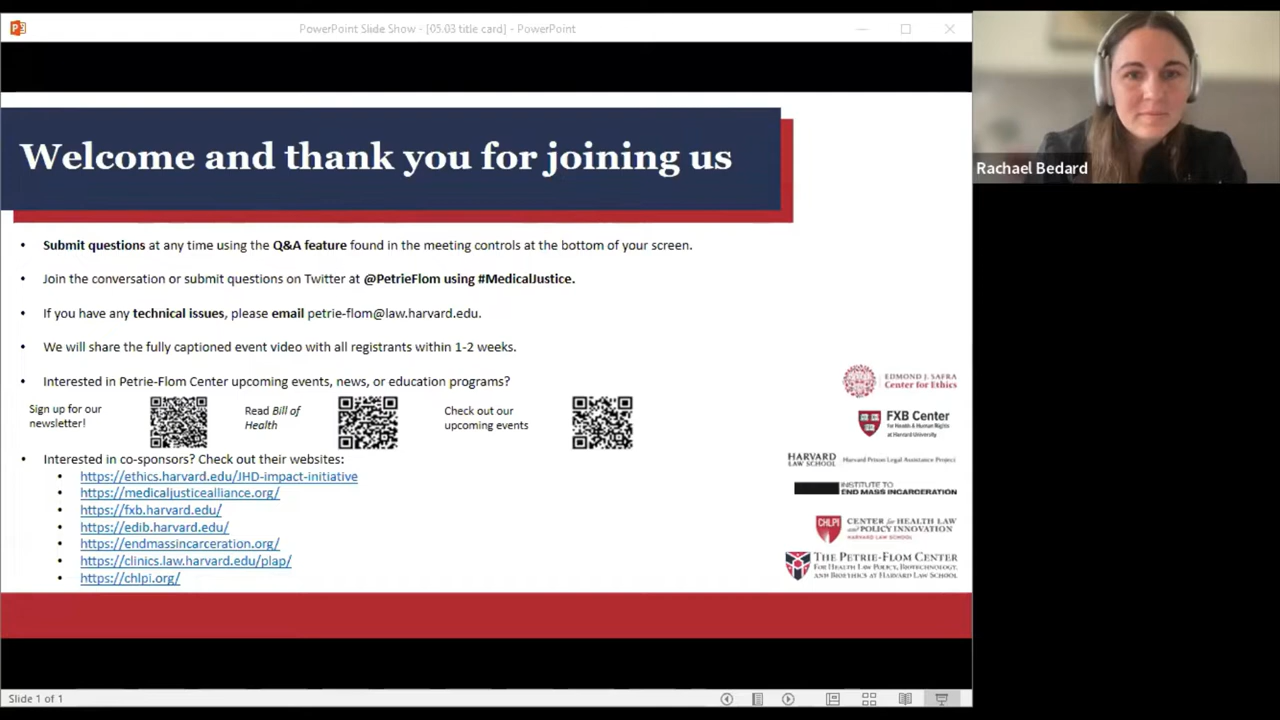 PowerPoint Slide Show - [05.03 title card] - PowerPoint
Welcome and thank you for joining us
Rachael Bedard
• Submit questions at any time using the Q&A feature found in the meeting controls at the bottom of your screen.
• Join the conversation or submit questions on Twitter at @PetrieFlom using #MedicalJustice.
• If you have any technical issues, please email petrie-flom@law.harvard.edu.
• We will share the fully captioned event video with all registrants within 1-2 weeks.
• Interested in Petrie-Flom Center upcoming events, news, or education programs?
Sign up for our
newsletter!
Read Bill of
Health
Check out our
upcoming events
• Interested in co-sponsors? Check out their websites:
• https://ethics.harvard.edu/JHD-impact-initiative
• https://medicaljusticealliance.org/
• https://fxb.harvard.edu/
• https://edib.harvard.edu/
• https://endmassincarceration.org/
• https://clinics.law.harvard.edu/plap/
• https://chlpi.org/
EDMOND J. SAFRA
Center for Ethics
FXB Center
for Health & Human Rights
at Harvard University
HARVARD
LAW SCHOOL
Harvard Prison Legal Assistance Project
INSTITUTE TO
END MASS INCARCERATION
CHLPI
CENTER FOR HEALTH LAW
and POLICY INNOVATION
HARVARD LAW SCHOOL
THE PETRIE-FLOM CENTER
FOR HEALTH LAW POLICY, BIOTECHNOLOGY,
AND BIOETHICS AT HARVARD LAW SCHOOL
Slide 1 of 1